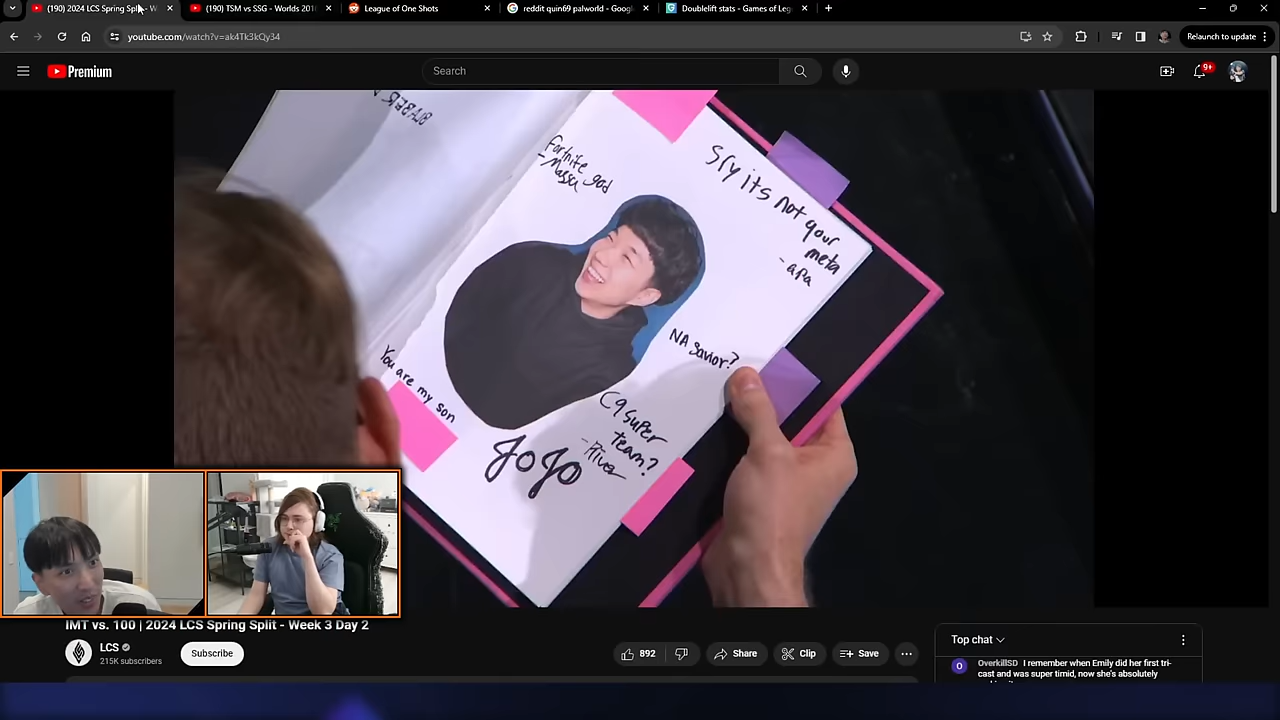 (190) 2024 LCS Spring Split - W
(190) TSM vs SSG - Worlds 201
League of One Shots
reddit quin69 palworld - Googl
Doublelift stats - Games of Leg
youtube.com/watch?v=ak4Tk3kQy34
Relaunch to update
Premium
Search
9+
Fortnite god
- Massu
Sry its not your
meta
- apa
NA Savior?
You are my son
C9 super
team?
JoJo
IMT vs. 100 | 2024 LCS Spring Split - Week 3 Day 2
LCS
215K subscribers
Subscribe
892
Share
Clip
Save
Top chat
O
OverkillSD I remember when Emily did her first tri-
cast and was super timid, now she's absolutely